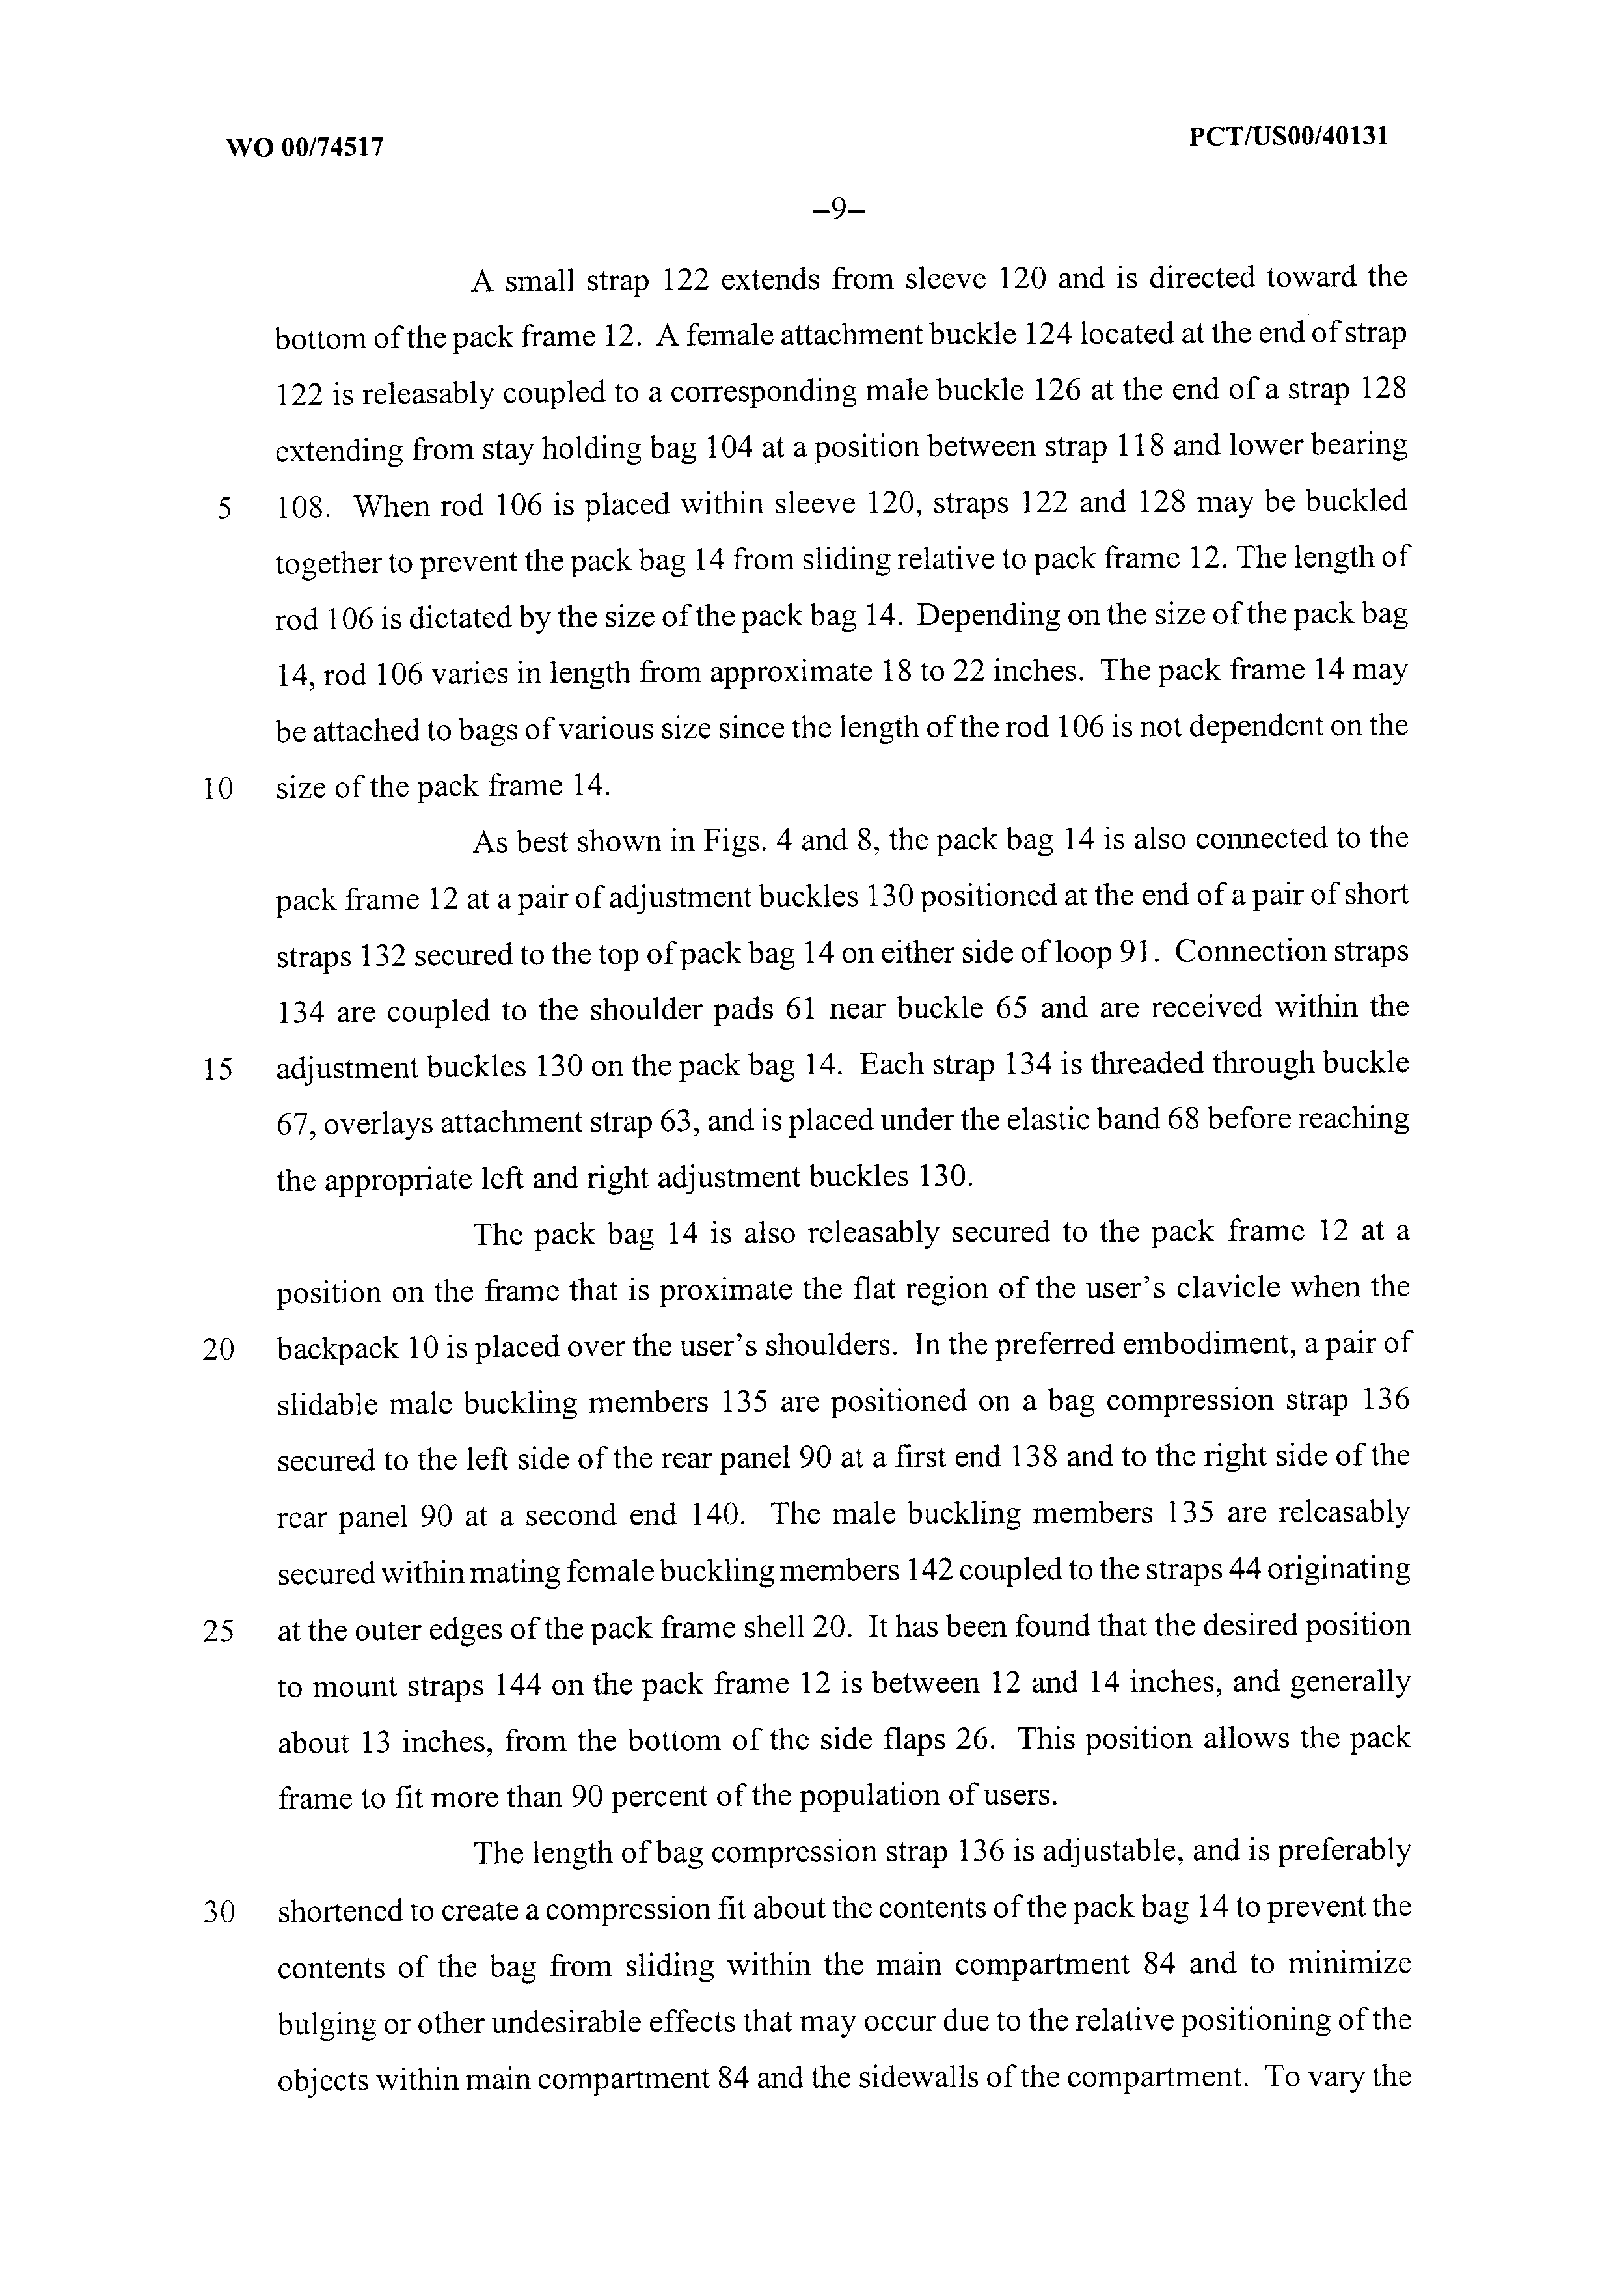 WO 00/74517 PCT/US00/40131
–9–
A small strap 122 extends from sleeve 120 and is directed toward the
bottom of the pack frame 12. A female attachment buckle 124 located at the end of strap
122 is releasably coupled to a corresponding male buckle 126 at the end of a strap 128
extending from stay holding bag 104 at a position between strap 118 and lower bearing
5 108. When rod 106 is placed within sleeve 120, straps 122 and 128 may be buckled
together to prevent the pack bag 14 from sliding relative to pack frame 12. The length of
rod 106 is dictated by the size of the pack bag 14. Depending on the size of the pack bag
14, rod 106 varies in length from approximate 18 to 22 inches. The pack frame 14 may
be attached to bags of various size since the length of the rod 106 is not dependent on the
10 size of the pack frame 14.
As best shown in Figs. 4 and 8, the pack bag 14 is also connected to the
pack frame 12 at a pair of adjustment buckles 130 positioned at the end of a pair of short
straps 132 secured to the top of pack bag 14 on either side of loop 91. Connection straps
134 are coupled to the shoulder pads 61 near buckle 65 and are received within the
15 adjustment buckles 130 on the pack bag 14. Each strap 134 is threaded through buckle
67, overlays attachment strap 63, and is placed under the elastic band 68 before reaching
the appropriate left and right adjustment buckles 130.
The pack bag 14 is also releasably secured to the pack frame 12 at a
position on the frame that is proximate the flat region of the user's clavicle when the
20 backpack 10 is placed over the user's shoulders. In the preferred embodiment, a pair of
slidable male buckling members 135 are positioned on a bag compression strap 136
secured to the left side of the rear panel 90 at a first end 138 and to the right side of the
rear panel 90 at a second end 140. The male buckling members 135 are releasably
secured within mating female buckling members 142 coupled to the straps 44 originating
25 at the outer edges of the pack frame shell 20. It has been found that the desired position
to mount straps 144 on the pack frame 12 is between 12 and 14 inches, and generally
about 13 inches, from the bottom of the side flaps 26. This position allows the pack
frame to fit more than 90 percent of the population of users.
The length of bag compression strap 136 is adjustable, and is preferably
30 shortened to create a compression fit about the contents of the pack bag 14 to prevent the
contents of the bag from sliding within the main compartment 84 and to minimize
bulging or other undesirable effects that may occur due to the relative positioning of the
objects within main compartment 84 and the sidewalls of the compartment. To vary the